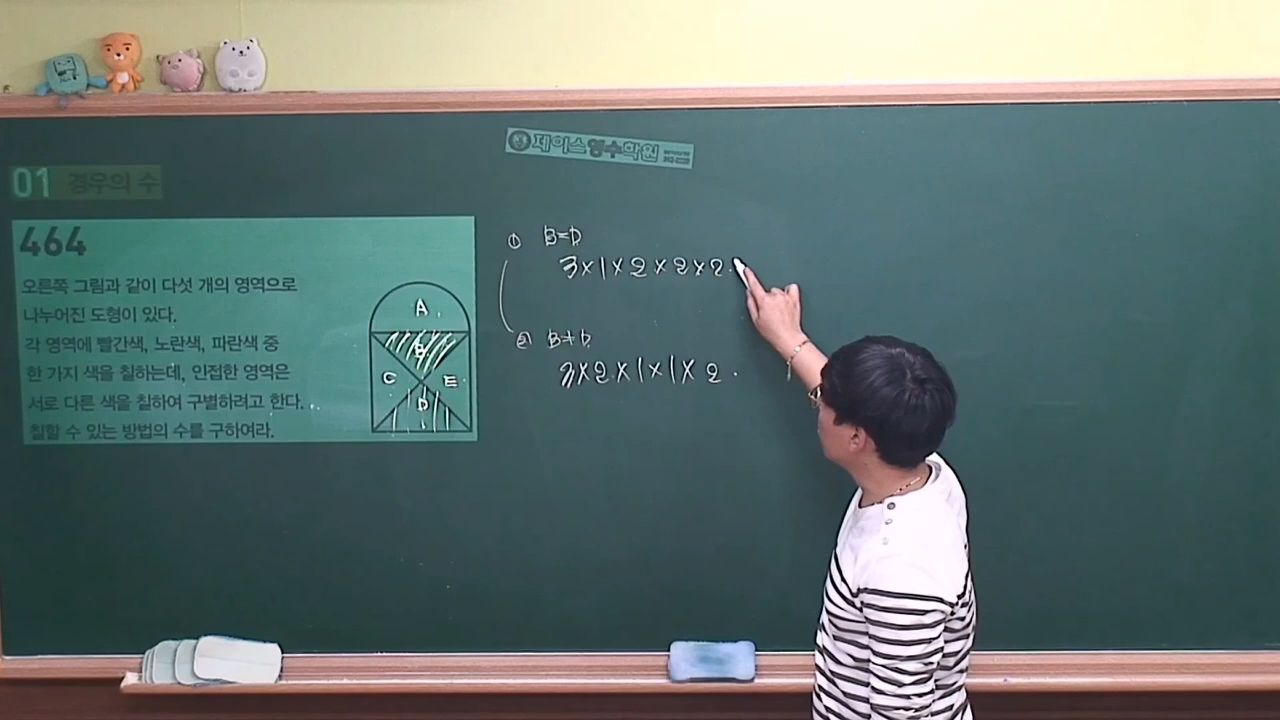 제이스영수학원
01 경우의 수
464
오른쪽 그림과 같이 다섯 개의 영역으로
나누어진 도형이 있다.
각 영역에 빨간색, 노란색, 파란색 중
한 가지 색을 칠하는데, 인접한 영역은
서로 다른 색을 칠하여 구별하려고 한다.
칠할 수 있는 방법의 수를 구하여라.
A
B
C E
D
① B=D
3×1×2×2×2.
② B≠D
3×2×1×1×2.